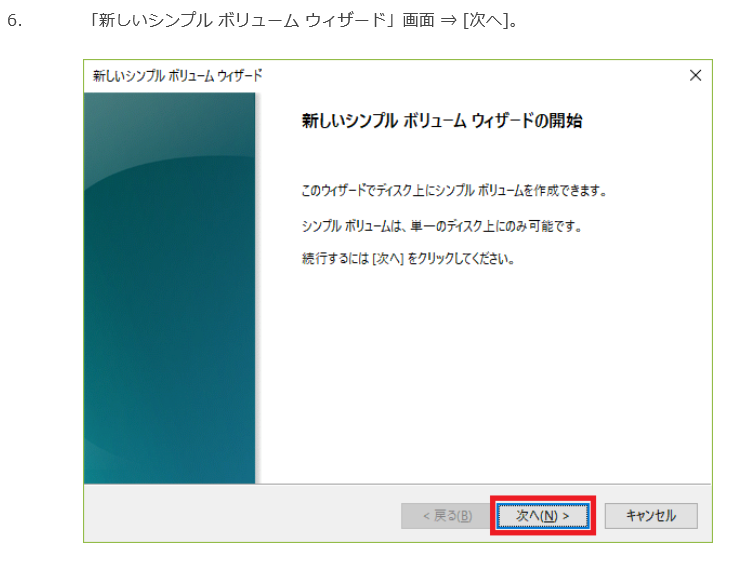 6. 「新しいシンプル ボリューム ウィザード」画面 ⇒ [次へ]。
新しいシンプル ボリューム ウィザード
新しいシンプル ボリューム ウィザードの開始
このウィザードでディスク上にシンプル ボリュームを作成できます。
シンプル ボリュームは、単一のディスク上にのみ可能です。
続行するには [次へ] をクリックしてください。
< 戻る(B) 次へ(N) > キャンセル